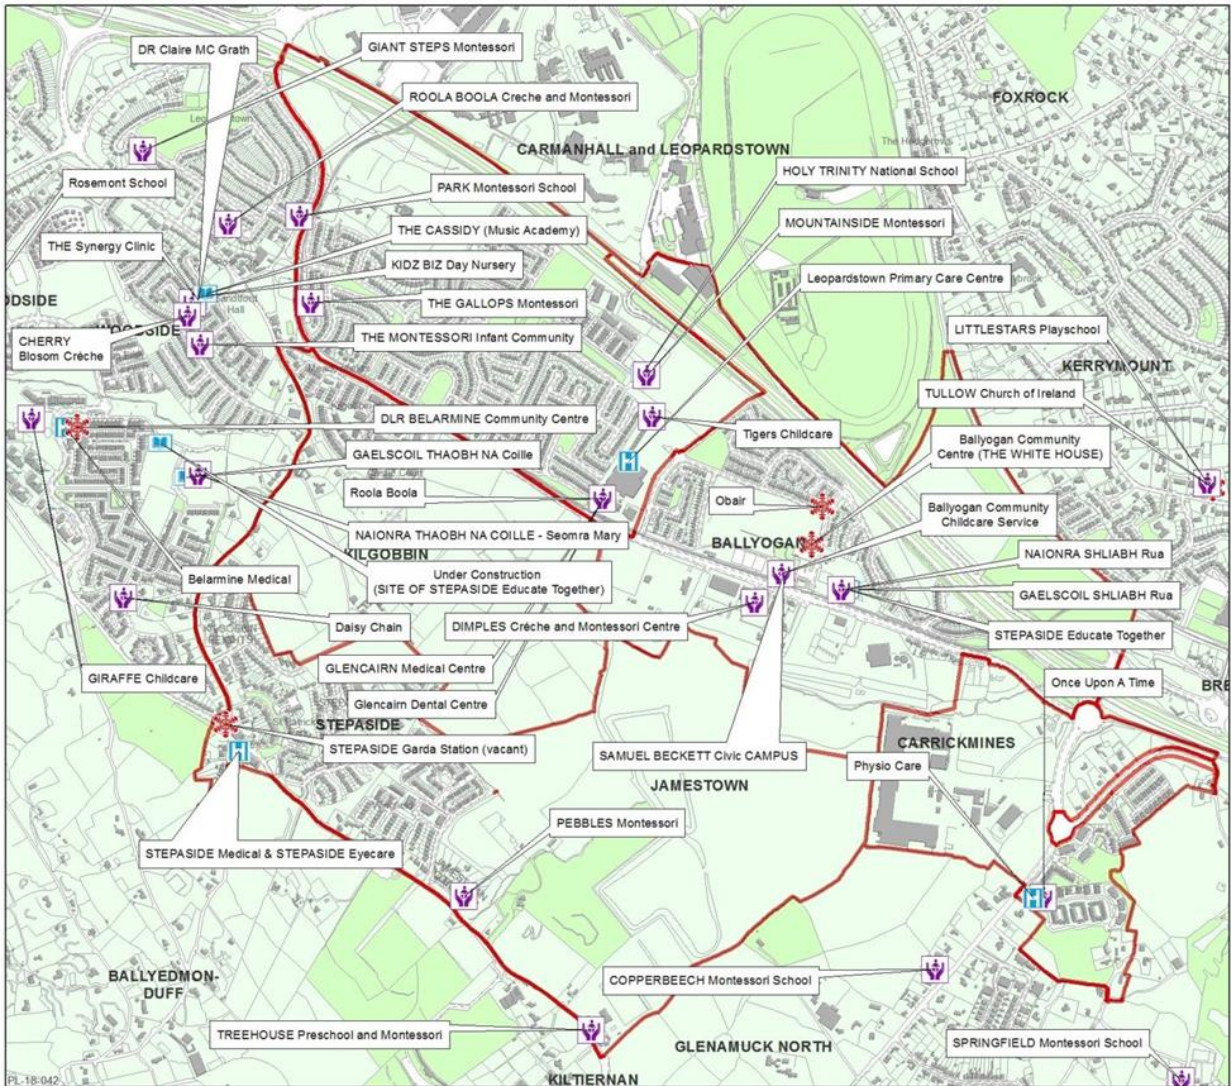 DR Claire MC Grath
GIANT STEPS Montessori
ROOLA BOOLA Creche and Montessori
FOXROCK
CARMANHALL and LEOPARDSTOWN
HOLY TRINITY National School
Rosemont School
PARK Montessori School
MOUNTAINSIDE Montessori
THE Synergy Clinic
THE CASSIDY (Music Academy)
KIDZ BIZ Day Nursery
Leopardstown Primary Care Centre
THE GALLOPS Montessori
Hall
LITTLESTARS Playschool
CHERRY
Blosom Crèche
THE MONTESSORI Infant Community
KERRYMOUNT
TULLOW Church of Ireland
DLR BELARMINE Community Centre
Tigers Childcare
Ballyogan Community
Centre (THE WHITE HOUSE)
GAELSCOIL THAOBH NA Coille
Roola Boola
Obair
Ballyogan Community
Childcare Service
NAIONRA THAOBH NA COILLE - Seomra Mary
BALLYOGAN
KILGOBBIN
NAIONRA SHLIABH Rua
Belarmine Medical
Under Construction
(SITE OF STEPASIDE Educate Together)
GAELSCOIL SHLIABH Rua
Daisy Chain
DIMPLES Crèche and Montessori Centre
STEPASIDE Educate Together
GLENCAIRN Medical Centre
GIRAFFE Childcare
Glencairn Dental Centre
Once Upon A Time
STEPASIDE
STEPASIDE Garda Station (vacant)
SAMUEL BECKETT Civic CAMPUS
CARRICKMINES
Physio Care
JAMESTOWN
PEBBLES Montessori
STEPASIDE Medical & STEPASIDE Eyecare
BALLYEDMON-
DUFF
COPPERBEECH Montessori School
TREEHOUSE Preschool and Montessori
GLENAMUCK NORTH
SPRINGFIELD Montessori School
KILTIERNAN
PL-18-042